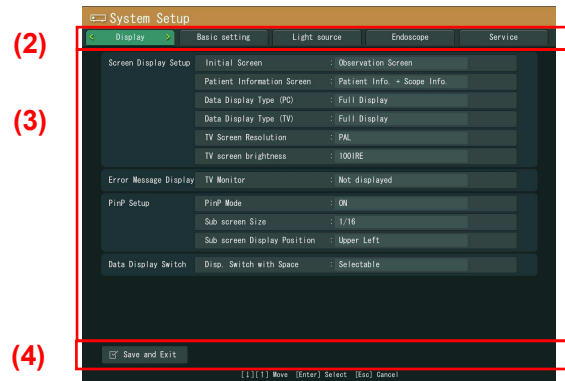 System Setup
(2)
< Display > Basic setting Light source Endoscope Service
Screen Display Setup Initial Screen : Observation Screen
Patient Information Screen : Patient Info. + Scope Info.
(3)
Data Display Type (PC) : Full Display
Data Display Type (TV) : Full Display
TV Screen Resolution : PAL
TV screen brightness : 100IRE
Error Message Display TV Monitor : Not displayed
PinP Setup PinP Mode : ON
Sub screen Size : 1/16
Sub screen Display Position : Upper Left
Data Display Switch Disp. Switch with Space : Selectable
(4)
Save and Exit
[↓][↑] Move [Enter] Select [Esc] Cancel